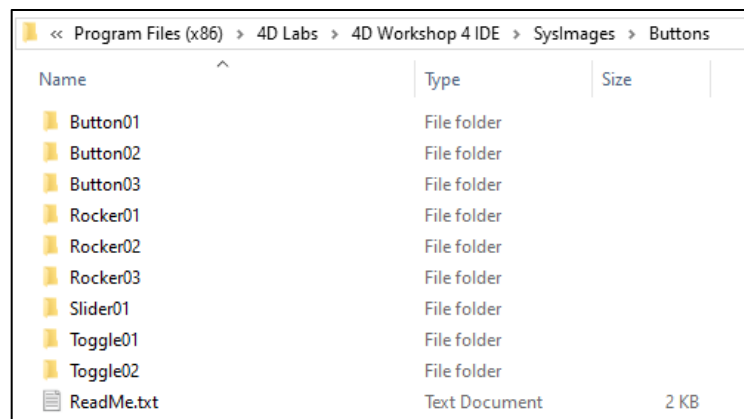 « Program Files (x86) > 4D Labs > 4D Workshop 4 IDE > SysImages > Buttons
Name Type Size
Button01 File folder
Button02 File folder
Button03 File folder
Rocker01 File folder
Rocker02 File folder
Rocker03 File folder
Slider01 File folder
Toggle01 File folder
Toggle02 File folder
ReadMe.txt Text Document 2 KB